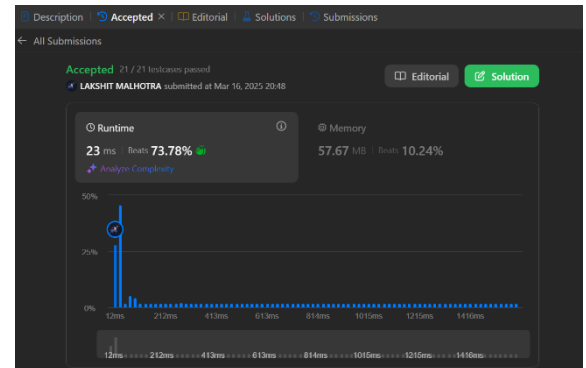 Description | Accepted × | Editorial | Solutions | Submissions
← All Submissions
Accepted 21 / 21 testcases passed
LAKSHIT MALHOTRA submitted at Mar 16, 2025 20:48
Editorial
Solution
Runtime
23 ms | Beats 73.78%
Analyze Complexity
Memory
57.67 MB | Beats 10.24%
50%
25%
0%
12ms 212ms 413ms 613ms 814ms 1015ms 1215ms 1416ms
12ms 212ms 413ms 613ms 814ms 1015ms 1215ms 1416ms